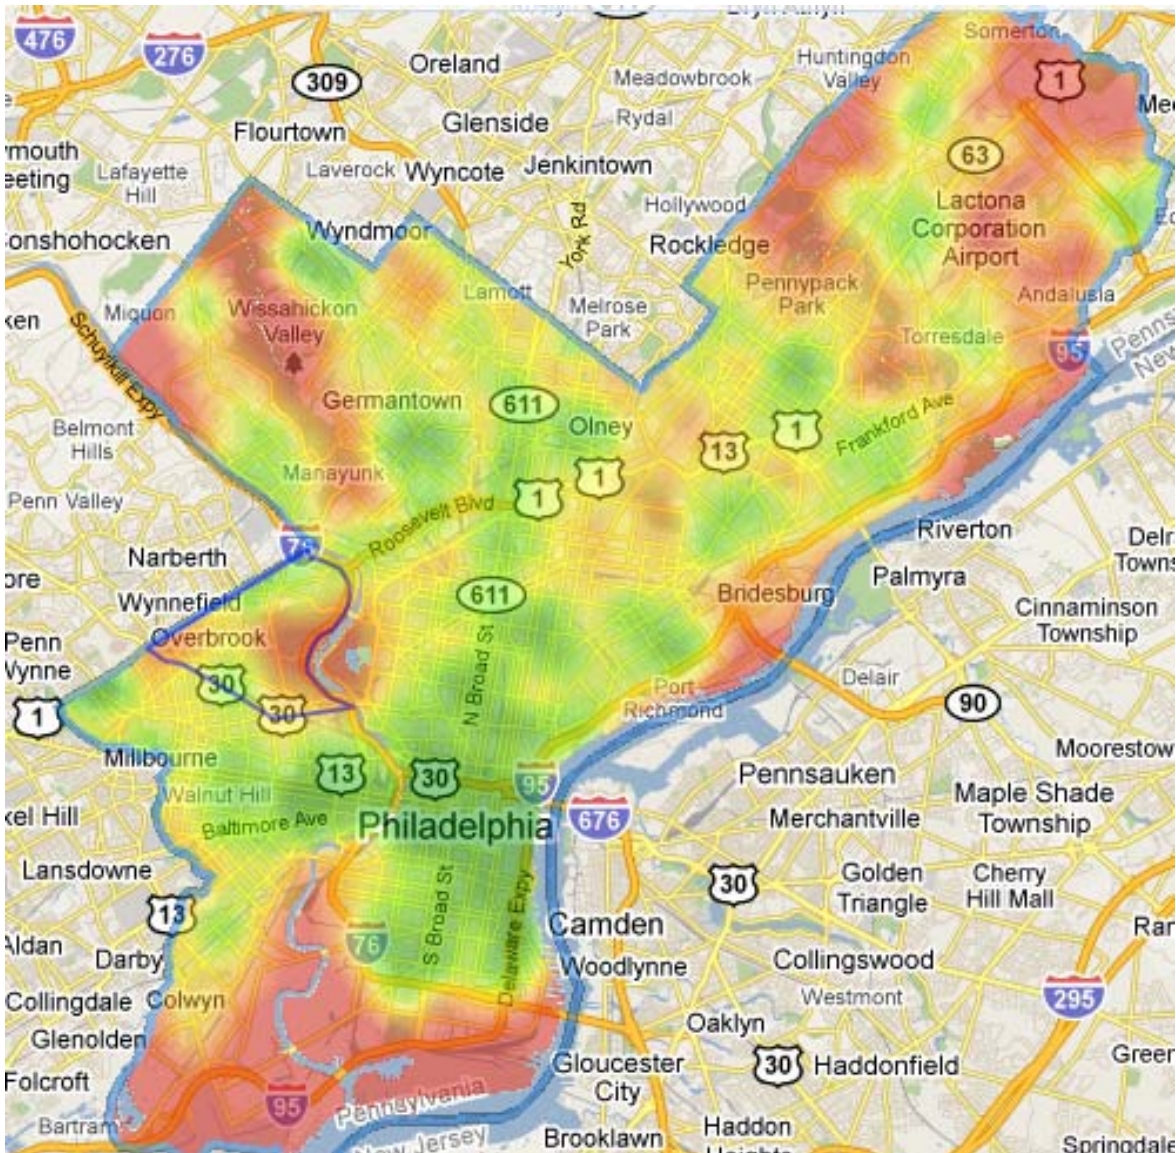 476
276
309
Oreland
Meadowbrook
Huntingdon
Valley
Somerton
1
Flourtown
Glenside
Rydal
Lafayette
Hill
Laverock
Wyncote
Jenkintown
63
Hollywood
Lactona
Corporation
Airport
Wyndmoor
York Rd
Rockledge
Pennypack
Park
Andalusia
Lamott
Melrose
Park
Miquon
Wissahickon
Valley
Schuylkill Expy
Torresdale
95
Germantown
611
Olney
Belmont
Hills
13
1
Frankford Ave
Manayunk
1
1
Penn Valley
Roosevelt Blvd
Riverton
Narberth
Palmyra
Wynnefield
611
Bridesburg
Cinnaminson
Township
Overbrook
Penn
Wynne
30
30
N Broad St
Port
Richmond
Delair
90
1
Millbourne
13
30
95
Moorestow
Walnut Hill
Pennsauken
Baltimore Ave
Philadelphia
676
Merchantville
Maple Shade
Township
Lansdowne
30
Golden
Triangle
Cherry
Hill Mall
13
S Broad St
Delaware Expy
76
Camden
Aldan
Darby
Woodlynne
Collingswood
Collingdale
Colwyn
Westmont
295
Glenolden
Oaklyn
30
Haddonfield
Folcroft
Gloucester
City
95
Pennsylvania
New Jersey
Bartram
Brooklawn
Haddon
Heights
Springdale